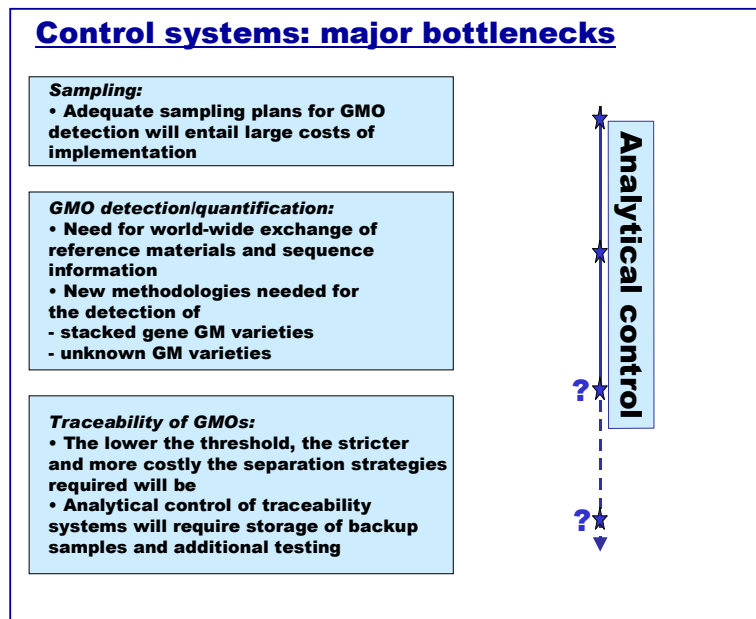 Control systems: major bottlenecks
Sampling:
• Adequate sampling plans for GMO
detection will entail large costs of
implementation
GMO detection/quantification:
• Need for world-wide exchange of
reference materials and sequence
information
• New methodologies needed for
the detection of
- stacked gene GM varieties
- unknown GM varieties
Traceability of GMOs:
• The lower the threshold, the stricter
and more costly the separation strategies
required will be
• Analytical control of traceability
systems will require storage of backup
samples and additional testing
Analytical control
?
?